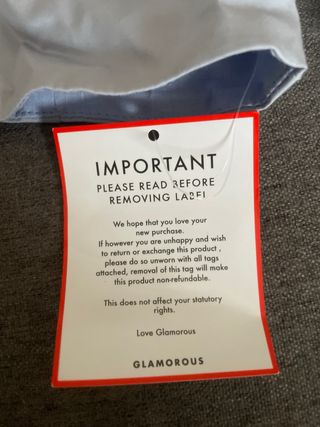 IMPORTANT
PLEASE READ BEFORE
REMOVING LABEL
We hope that you love your
new purchase.
If however you are unhappy and wish
to return or exchange this product ,
please do so unworn with all tags
attached, removal of this tag will make
this product non-refundable.
This does not affect your statutory
rights.
Love Glamorous
GLAMOROUS